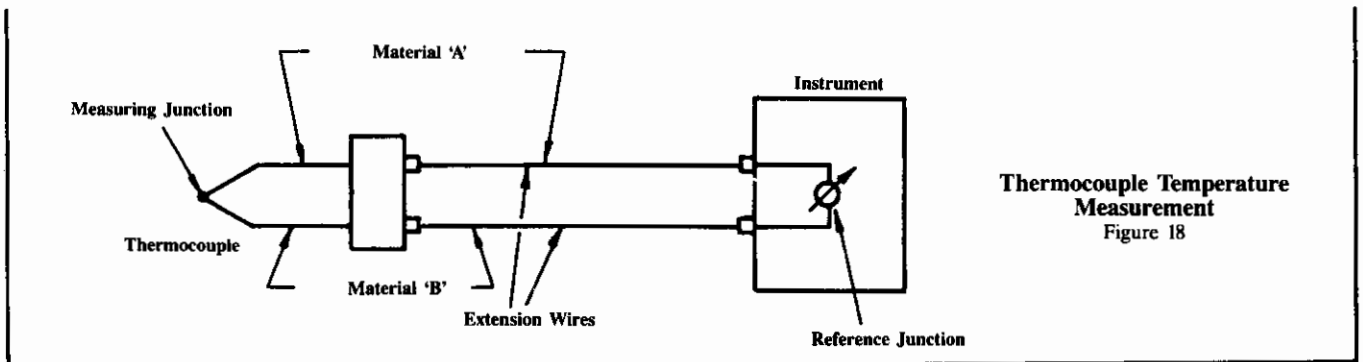 Material ‘A’
Instrument
Measuring Junction
Thermocouple Temperature
Measurement
Figure 18
Thermocouple
Material ‘B’
Extension Wires
Reference Junction